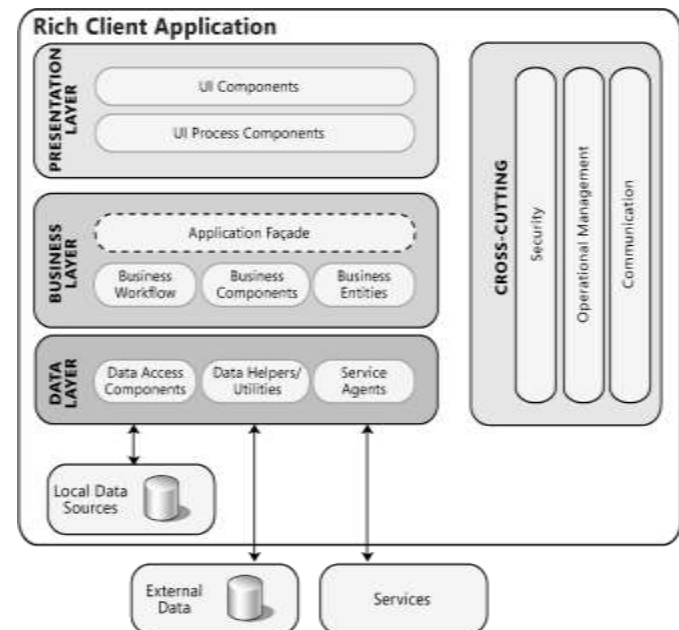 Rich Client Application
PRESENTATION
LAYER
UI Components
UI Process Components
BUSINESS
LAYER
Application Façade
Business
Workflow
Business
Components
Business
Entities
DATA
LAYER
Data Access
Components
Data Helpers/
Utilities
Service
Agents
CROSS-CUTTING
Security
Operational Management
Communication
Local Data
Sources
External
Data
Services